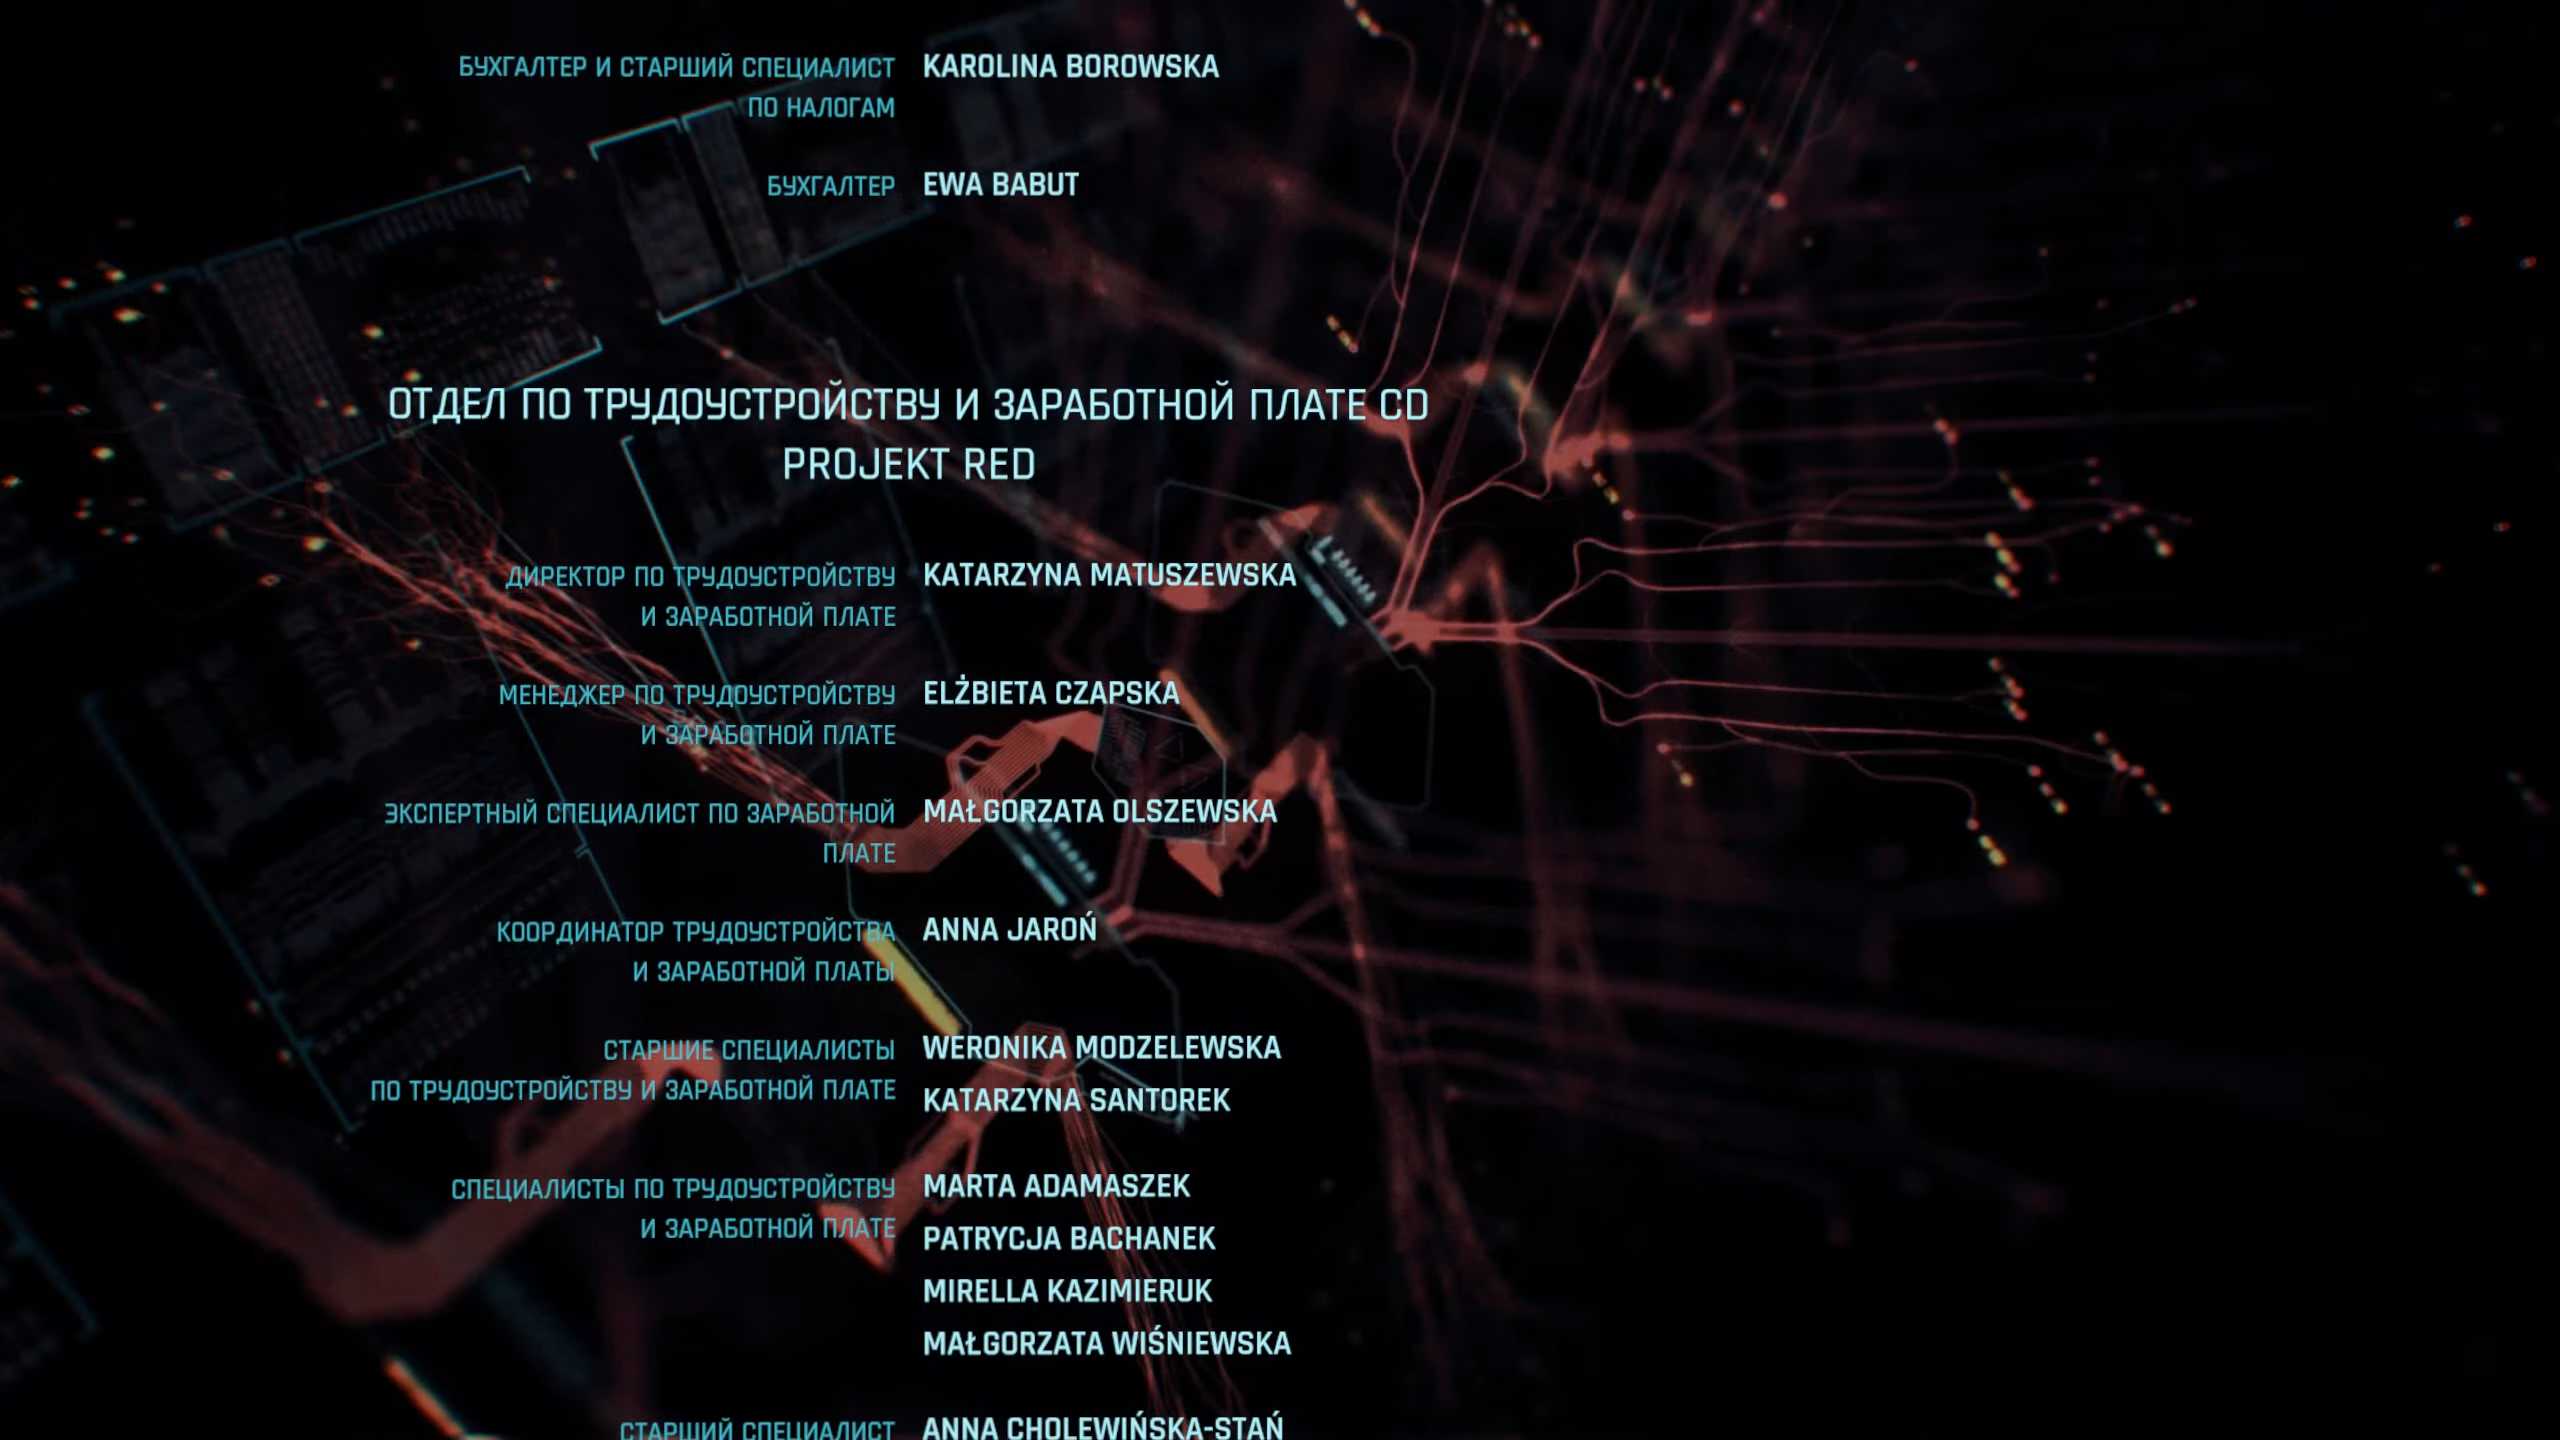 БУХГАЛТЕР И СТАРШИЙ СПЕЦИАЛИСТ KAROLINA BOROWSKA
ПО НАЛОГАМ
БУХГАЛТЕР EWA BABUT
ОТДЕЛ ПО ТРУДОУСТРОЙСТВУ И ЗАРАБОТНОЙ ПЛАТЕ CD
PROJEKT RED
ДИРЕКТОР ПО ТРУДОУСТРОЙСТВУ KATARZYNA MATUSZEWSKA
И ЗАРАБОТНОЙ ПЛАТЕ
МЕНЕДЖЕР ПО ТРУДОУСТРОЙСТВУ ELŻBIETA CZAPSKA
И ЗАРАБОТНОЙ ПЛАТЕ
ЭКСПЕРТНЫЙ СПЕЦИАЛИСТ ПО ЗАРАБОТНОЙ MAŁGORZATA OLSZEWSKA
ПЛАТЕ
КООРДИНАТОР ТРУДОУСТРОЙСТВА ANNA JAROŃ
И ЗАРАБОТНОЙ ПЛАТЫ
СТАРШИЕ СПЕЦИАЛИСТЫ WERONIKA MODZELEWSKA
ПО ТРУДОУСТРОЙСТВУ И ЗАРАБОТНОЙ ПЛАТЕ KATARZYNA SANTOREK
СПЕЦИАЛИСТЫ ПО ТРУДОУСТРОЙСТВУ MARTA ADAMASZEK
И ЗАРАБОТНОЙ ПЛАТЕ PATRYCJA BACHANEK
MIRELLA KAZIMIERUK
MAŁGORZATA WIŚNIEWSKA
СТАРШИЙ СПЕЦИАЛИСТ ANNA CHOLEWIŃSKA-STAŃ